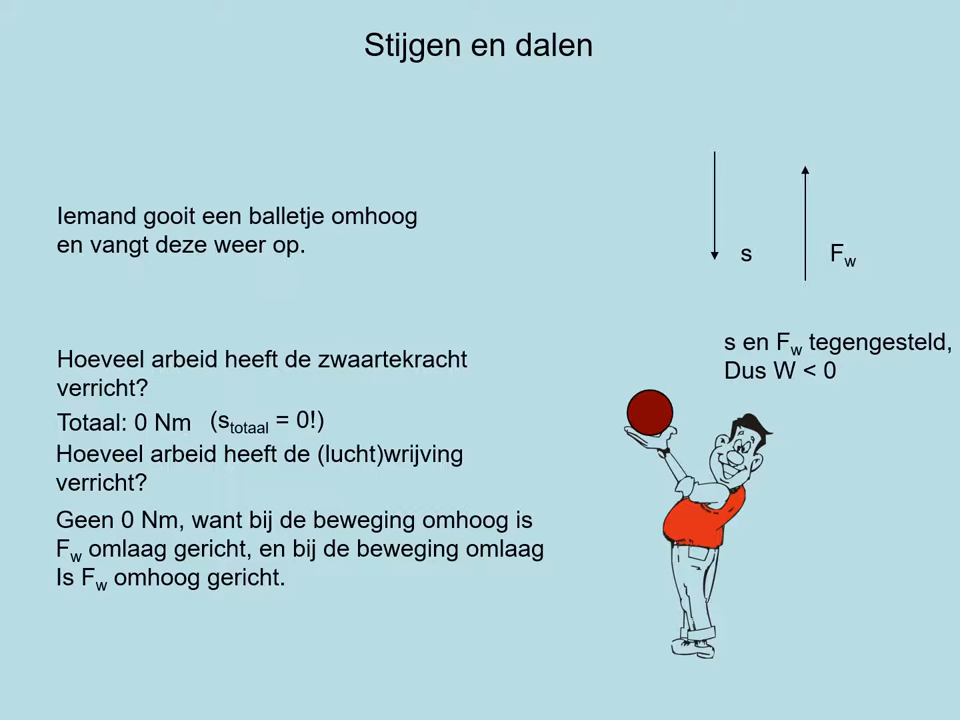 Stijgen en dalen
Iemand gooit een balletje omhoog
en vangt deze weer op.
s
Fw
s en Fw tegengesteld,
Dus W < 0
Hoeveel arbeid heeft de zwaartekracht
verricht?
Totaal: 0 Nm (stotaal = 0!)
Hoeveel arbeid heeft de (lucht)wrijving
verricht?
Geen 0 Nm, want bij de beweging omhoog is
Fw omlaag gericht, en bij de beweging omlaag
Is Fw omhoog gericht.